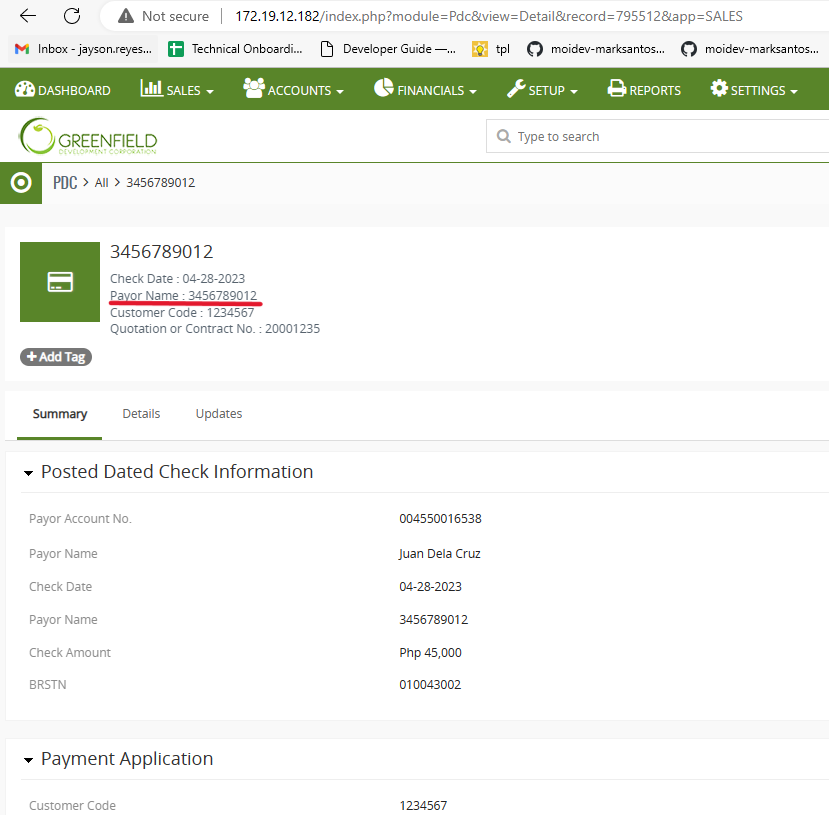 Not secure 172.19.12.182/index.php?module=Pdc&view=Detail&record=795512&app=SALES
Inbox - jayson.reyes... Technical Onboardi... Developer Guide —... tpl moidev-marksantos... moidev-marksantos...
DASHBOARD SALES ACCOUNTS FINANCIALS SETUP REPORTS SETTINGS
GREENFIELD
DEVELOPMENT CORPORATION
Type to search
PDC > All > 3456789012
3456789012
Check Date : 04-28-2023
Payor Name : 3456789012
Customer Code : 1234567
Quotation or Contract No. : 20001235
+ Add Tag
Summary Details Updates
Posted Dated Check Information
Payor Account No. 004550016538
Payor Name Juan Dela Cruz
Check Date 04-28-2023
Payor Name 3456789012
Check Amount Php 45,000
BRSTN 010043002
Payment Application
Customer Code 1234567